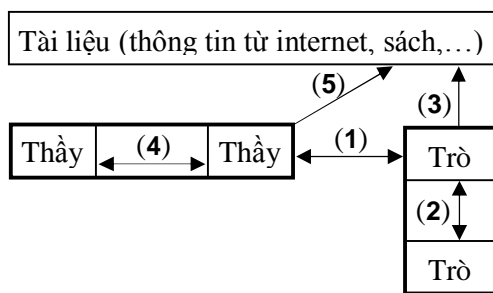 Tài liệu (thông tin từ internet, sách,…)
(5)
(3)
Thầy (4) Thầy (1) Trò
(2)
Trò